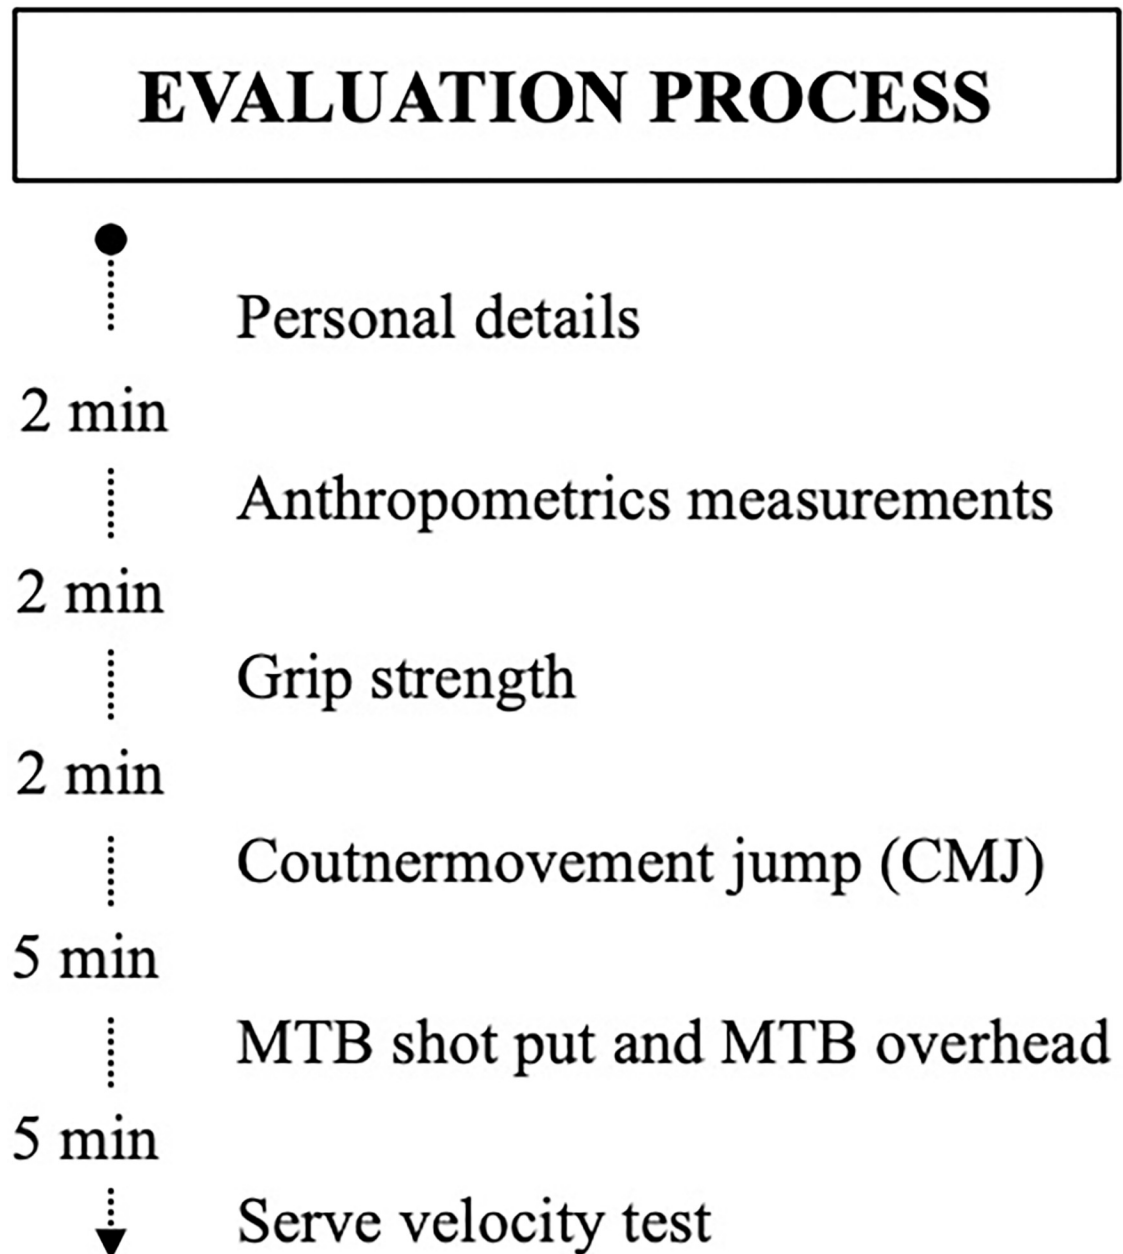 EVALUATION PROCESS
Personal details
2 min
Anthropometrics measurements
2 min
Grip strength
2 min
Coutnermovement jump (CMJ)
5 min
MTB shot put and MTB overhead
5 min
Serve velocity test